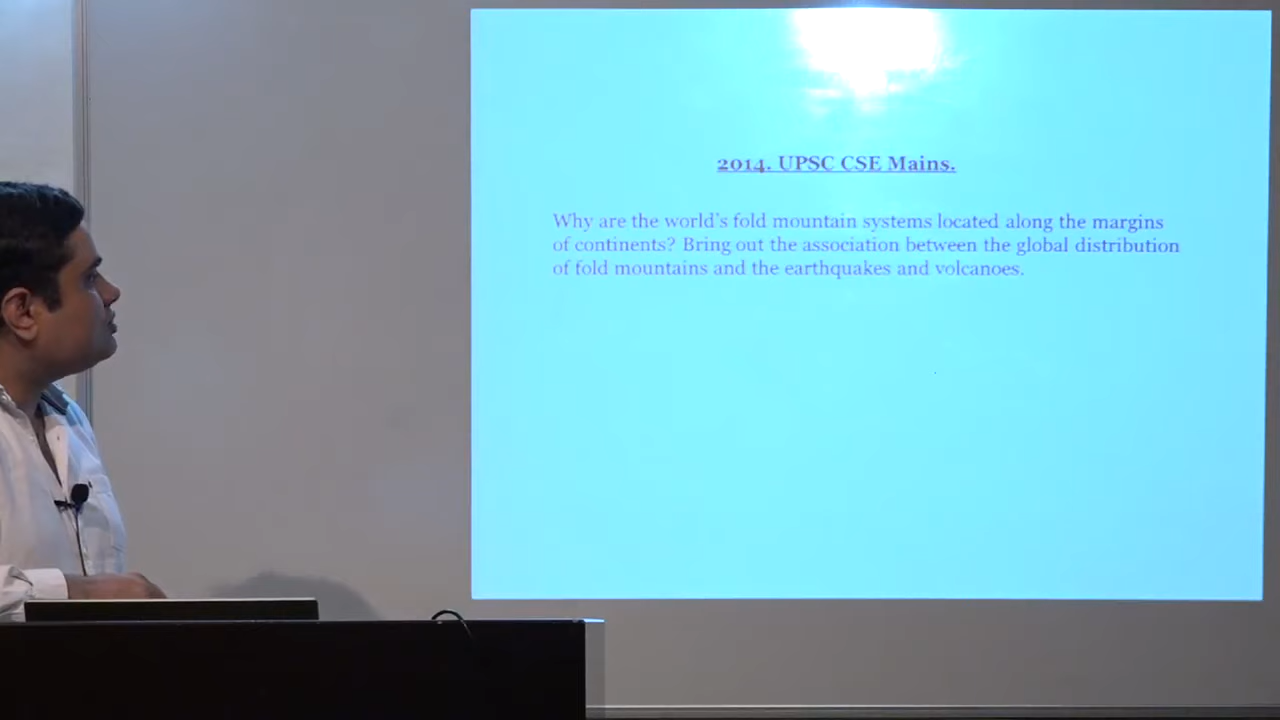 2014. UPSC CSE Mains.
Why are the world's fold mountain systems located along the margins
of continents? Bring out the association between the global distribution
of fold mountains and the earthquakes and volcanoes.